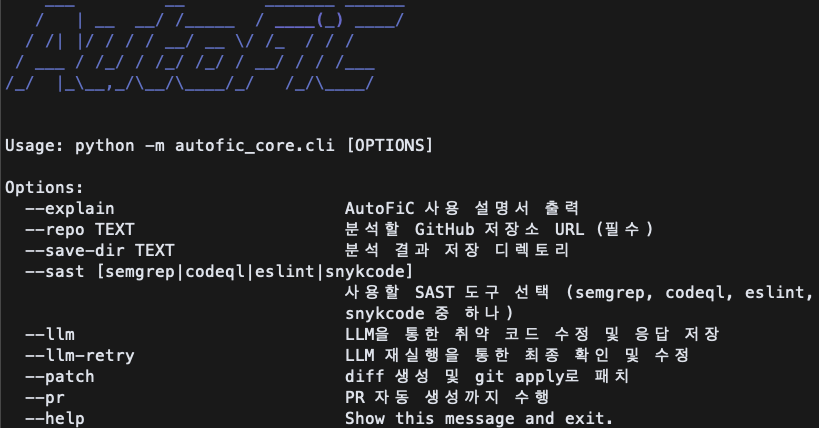 AutoFiC
Usage: python -m autofic_core.cli [OPTIONS]
Options:
--explain AutoFiC 사용 설명서 출력
--repo TEXT 분석할 GitHub 저장소 URL (필수)
--save-dir TEXT 분석 결과 저장 디렉토리
--sast [semgrep|codeql|eslint|snykcode]
사용할 SAST 도구 선택 (semgrep, codeql, eslint,
snykcode 중 하나)
--llm LLM을 통한 취약 코드 수정 및 응답 저장
--llm-retry LLM 재실행을 통한 최종 확인 및 수정
--patch diff 생성 및 git apply로 패치
--pr PR 자동 생성까지 수행
--help Show this message and exit.